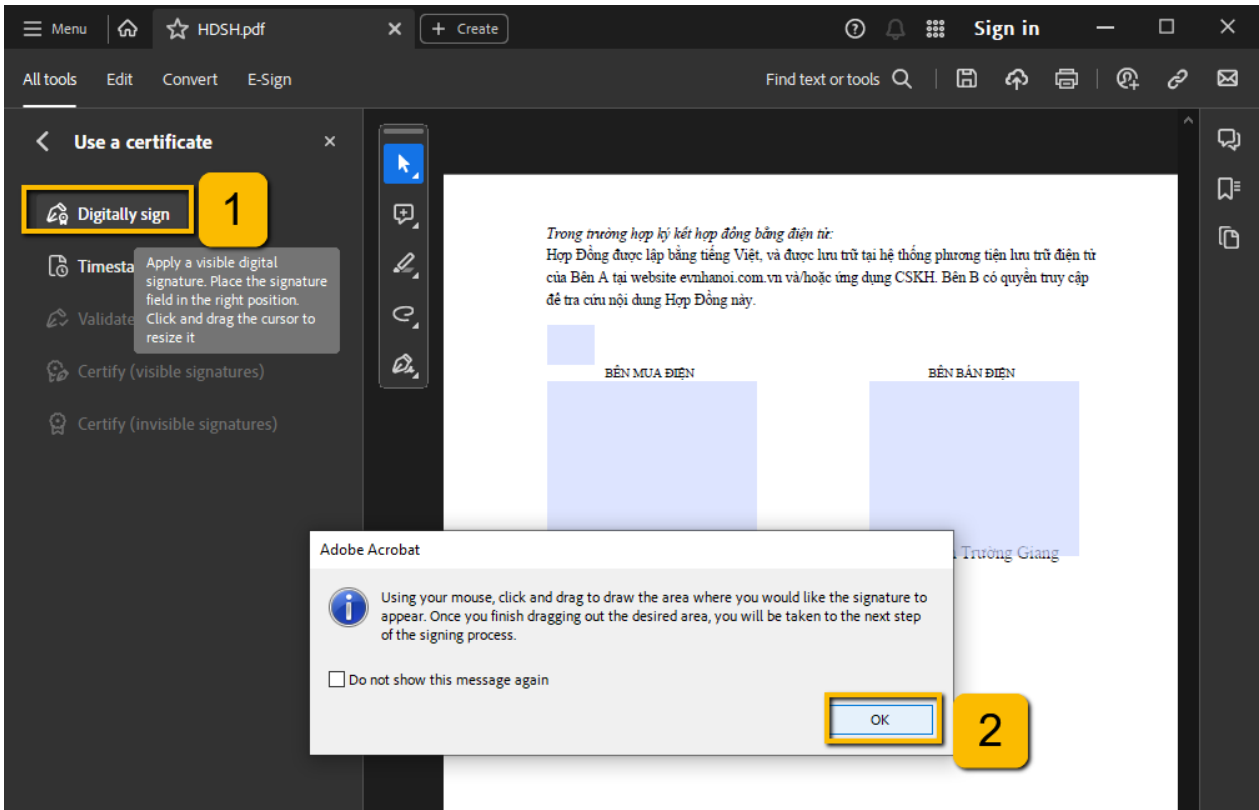 Menu
HDSH.pdf
+ Create
Sign in
All tools
Edit
Convert
E-Sign
Find text or tools
Use a certificate
Digitally sign
1
Timesta
Apply a visible digital
signature. Place the signature
field in the right position.
Click and drag the cursor to
resize it
Validate
Certify (visible signatures)
Certify (invisible signatures)
Trong trường hợp ký kết hợp đồng bằng điện tử:
Hợp Đồng được lập bằng tiếng Việt, và được lưu trữ tại hệ thống phương tiện lưu trữ điện tử
của Bên A tại website evnhanoi.com.vn và/hoặc ứng dụng CSKH. Bên B có quyền truy cập
để tra cứu nội dung Hợp Đồng này.
BÊN MUA ĐIỆN
BÊN BÁN ĐIỆN
Trường Giang
Adobe Acrobat
Using your mouse, click and drag to draw the area where you would like the signature to
appear. Once you finish dragging out the desired area, you will be taken to the next step
of the signing process.
Do not show this message again
OK
2